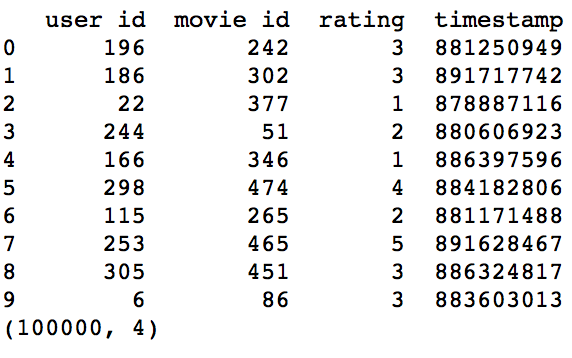 user id movie id rating timestamp
0 196 242 3 881250949
1 186 302 3 891717742
2 22 377 1 878887116
3 244 51 2 880606923
4 166 346 1 886397596
5 298 474 4 884182806
6 115 265 2 881171488
7 253 465 5 891628467
8 305 451 3 886324817
9 6 86 3 883603013
(100000, 4)